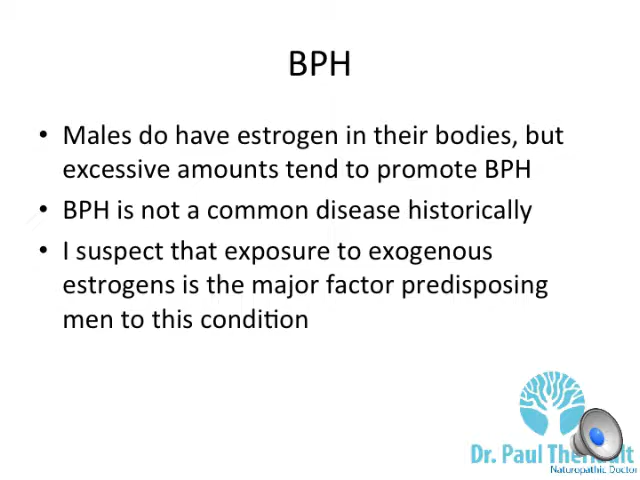 BPH
• Males do have estrogen in their bodies, but
excessive amounts tend to promote BPH
• BPH is not a common disease historically
• I suspect that exposure to exogenous
estrogens is the major factor predisposing
men to this condition
Dr. Paul Theriault
Naturopathic Doctor